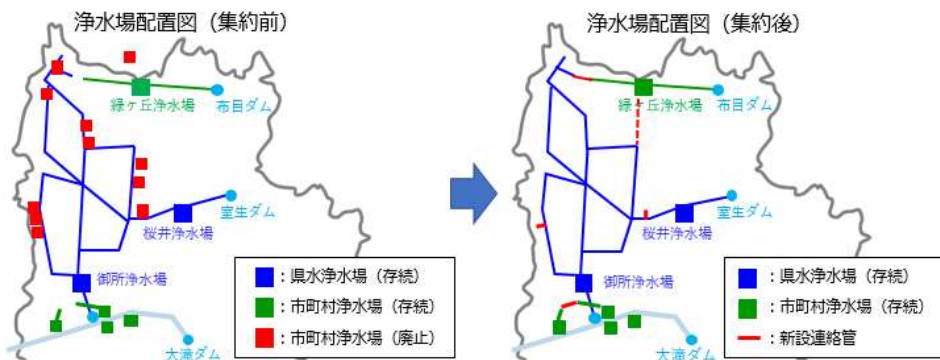 浄水場配置図（集約前）
緑ヶ丘浄水場
布目ダム
室生ダム
桜井浄水場
御所浄水場
大滝ダム
：県水浄水場（存続）
：市町村浄水場（存続）
：市町村浄水場（廃止）
浄水場配置図（集約後）
緑ヶ丘浄水場
布目ダム
室生ダム
桜井浄水場
御所浄水場
大滝ダム
：県水浄水場（存続）
：市町村浄水場（存続）
：新設連絡管